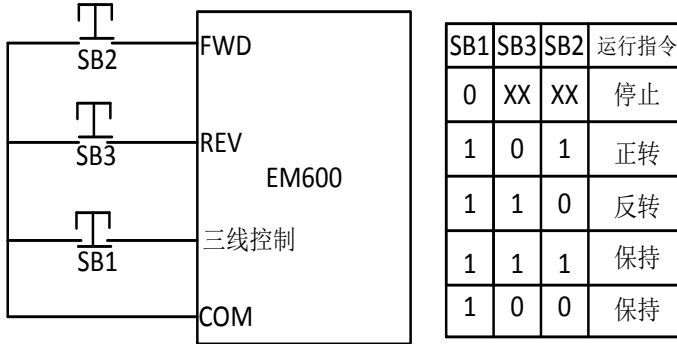 SB2
FWD
SB3
REV
EM600
SB1
三线控制
COM
SB1 SB3 SB2 运行指令
0 XX XX 停止
1 0 1 正转
1 1 0 反转
1 1 1 保持
1 0 0 保持